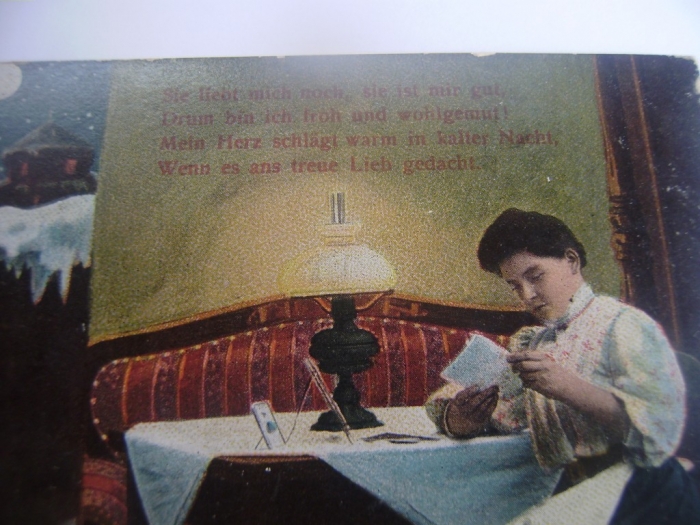 Sie liebt mich noch, sie ist mir gut,
Drum bin ich froh und wohlgemut!
Mein Herz schlägt warm in kalter Nacht,
Wenn es ans treue Lieb gedacht.